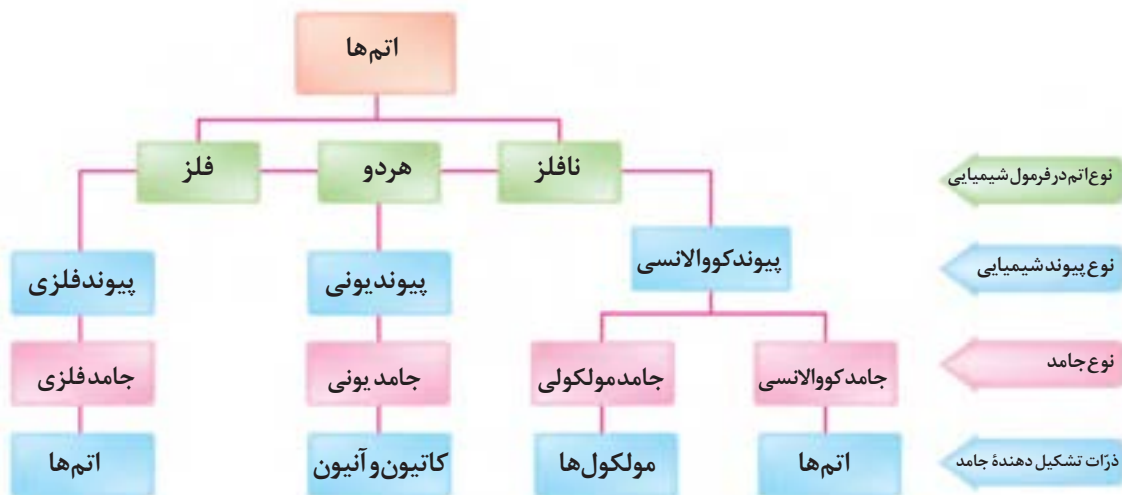 اتم‌ها
نوع اتم در فرمول شیمیایی
نافلز
هردو
فلز
نوع پیوند شیمیایی
پیوند کووالانسی
پیوند یونی
پیوند فلزی
نوع جامد
جامد کووالانسی
جامد مولکولی
جامد یونی
جامد فلزی
ذرّات تشکیل دهندهٔ جامد
اتم‌ها
مولکول‌ها
کاتیون و آنیون
اتم‌ها